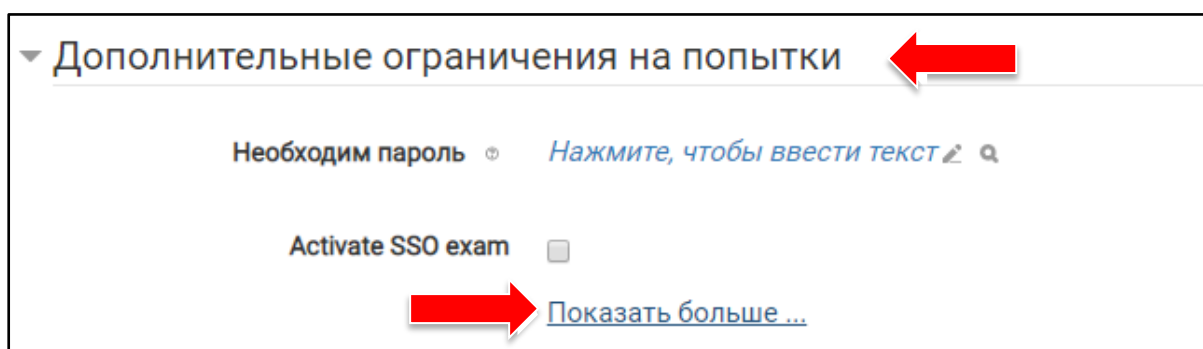 Дополнительные ограничения на попытки
Необходим пароль Нажмите, чтобы ввести текст
Activate SSO exam
Показать больше ...